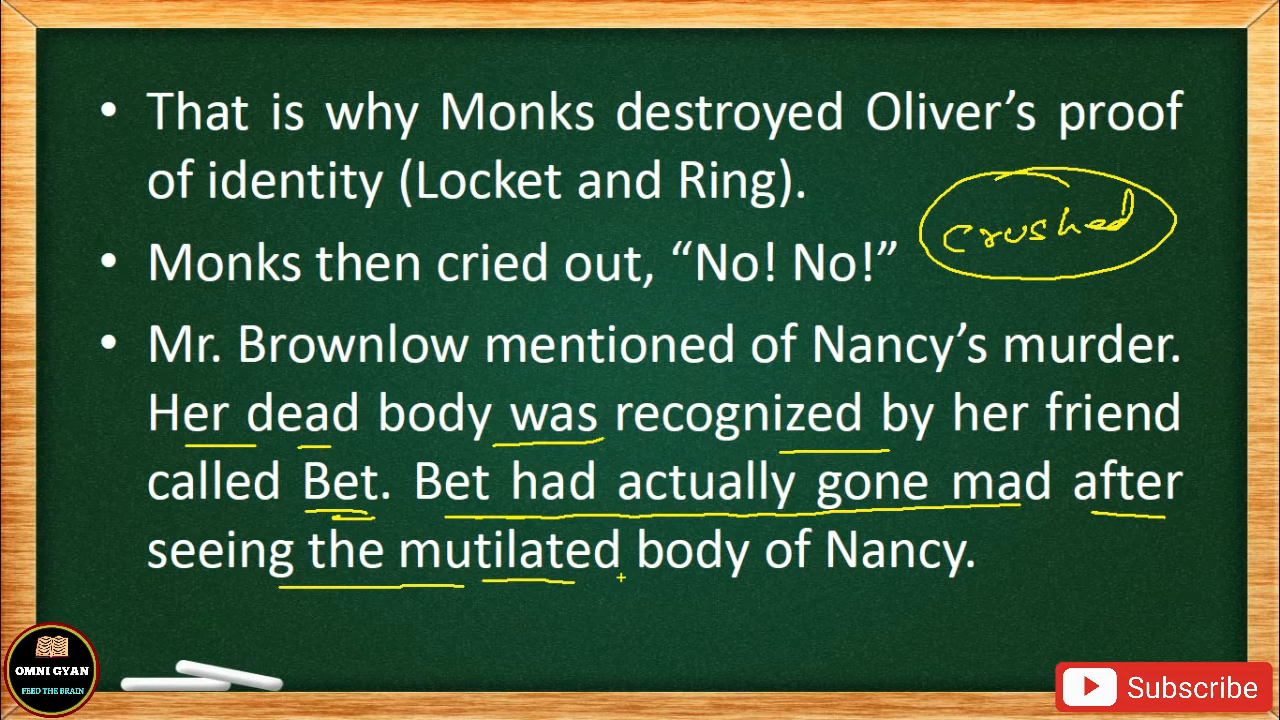 • That is why Monks destroyed Oliver’s proof
of identity (Locket and Ring).
crushed
• Monks then cried out, “No! No!”
• Mr. Brownlow mentioned of Nancy’s murder.
Her dead body was recognized by her friend
called Bet. Bet had actually gone mad after
seeing the mutilated body of Nancy.
OMNI GYAN
FEED THE BRAIN
Subscribe